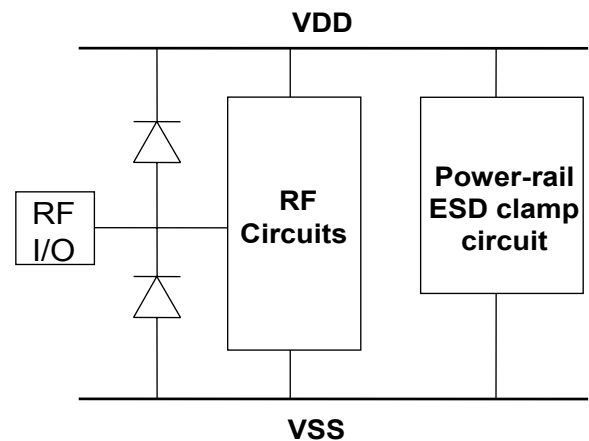 VDD
RF
I/O
RF
Circuits
Power-rail
ESD clamp
circuit
VSS